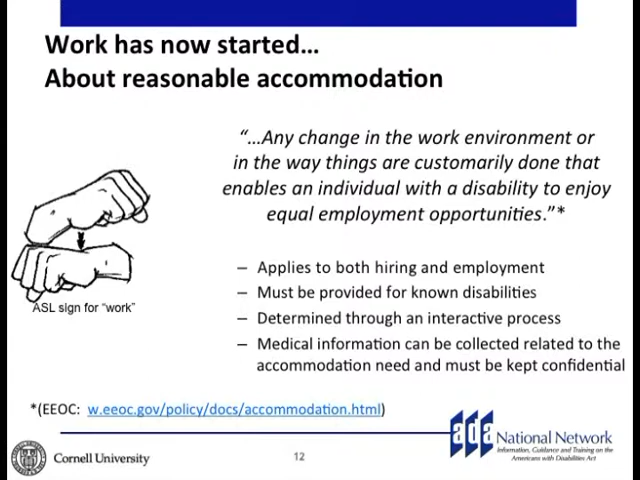 Work has now started…
About reasonable accommodation
“…Any change in the work environment or
in the way things are customarily done that
enables an individual with a disability to enjoy
equal employment opportunities.”*
– Applies to both hiring and employment
– Must be provided for known disabilities
– Determined through an interactive process
– Medical information can be collected related to the
accommodation need and must be kept confidential
ASL sign for “work”
*(EEOC: w.eeoc.gov/policy/docs/accommodation.html)
ada National Network
Information, Guidance and Training on the
Americans with Disabilities Act
Cornell University
12